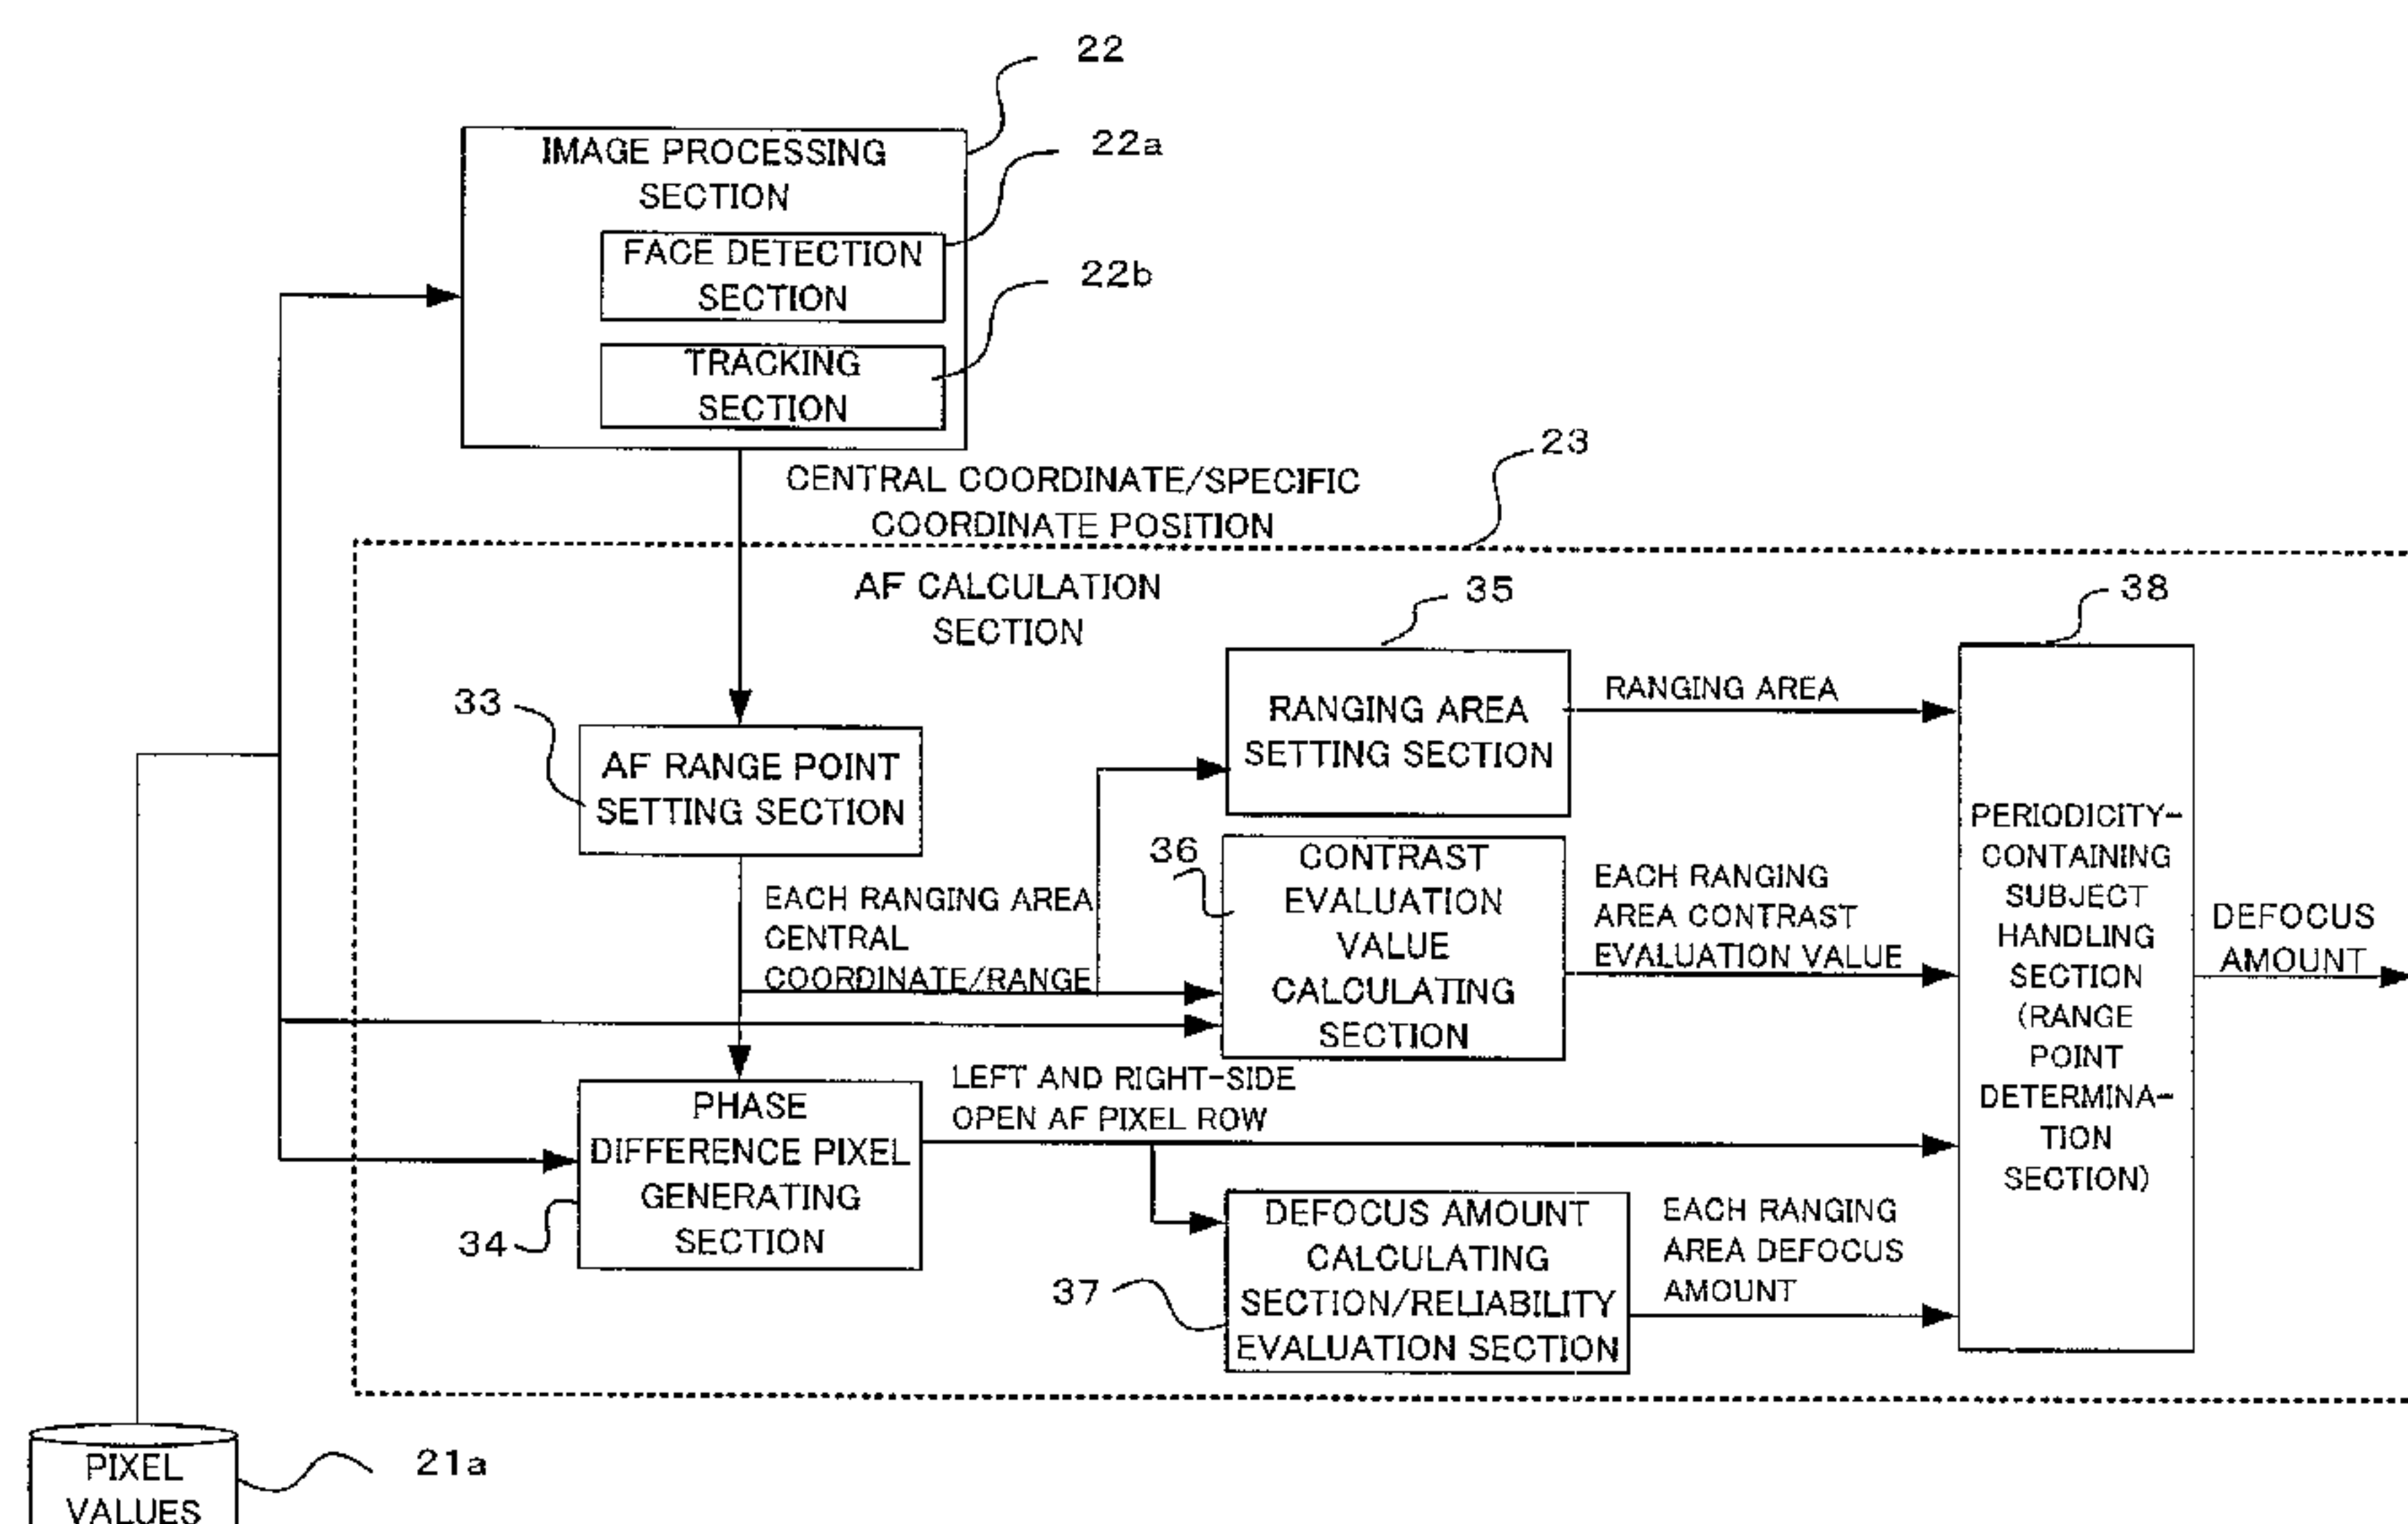 22
IMAGE PROCESSING
SECTION
22a
FACE DETECTION
SECTION
22b
TRACKING
SECTION
CENTRAL COORDINATE/SPECIFIC
COORDINATE POSITION
23
AF CALCULATION
SECTION
33
AF RANGE POINT
SETTING SECTION
35
RANGING AREA
SETTING SECTION
RANGING AREA
38
EACH RANGING AREA
CENTRAL
COORDINATE/RANGE
36
CONTRAST
EVALUATION
VALUE
CALCULATING
SECTION
EACH RANGING
AREA CONTRAST
EVALUATION VALUE
PERIODICITY-
CONTAINING
SUBJECT
HANDLING
SECTION
(RANGE
POINT
DETERMINA-
TION
SECTION)
DEFOCUS
AMOUNT
PHASE
DIFFERENCE PIXEL
GENERATING
SECTION
34
LEFT AND RIGHT-SIDE
OPEN AF PIXEL ROW
DEFOCUS AMOUNT
CALCULATING
SECTION/RELIABILITY
EVALUATION SECTION
37
EACH RANGING
AREA DEFOCUS
AMOUNT
PIXEL
VALUES
21a